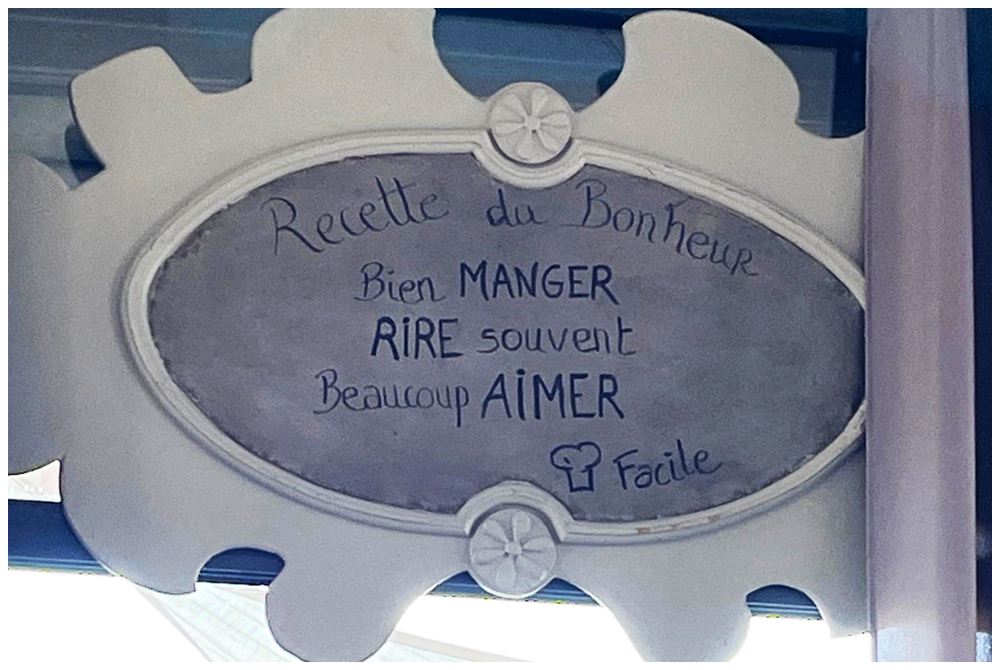 Recette du Bonheur
Bien MANGER
RiRE souvent
Beaucoup AiMER
Facile